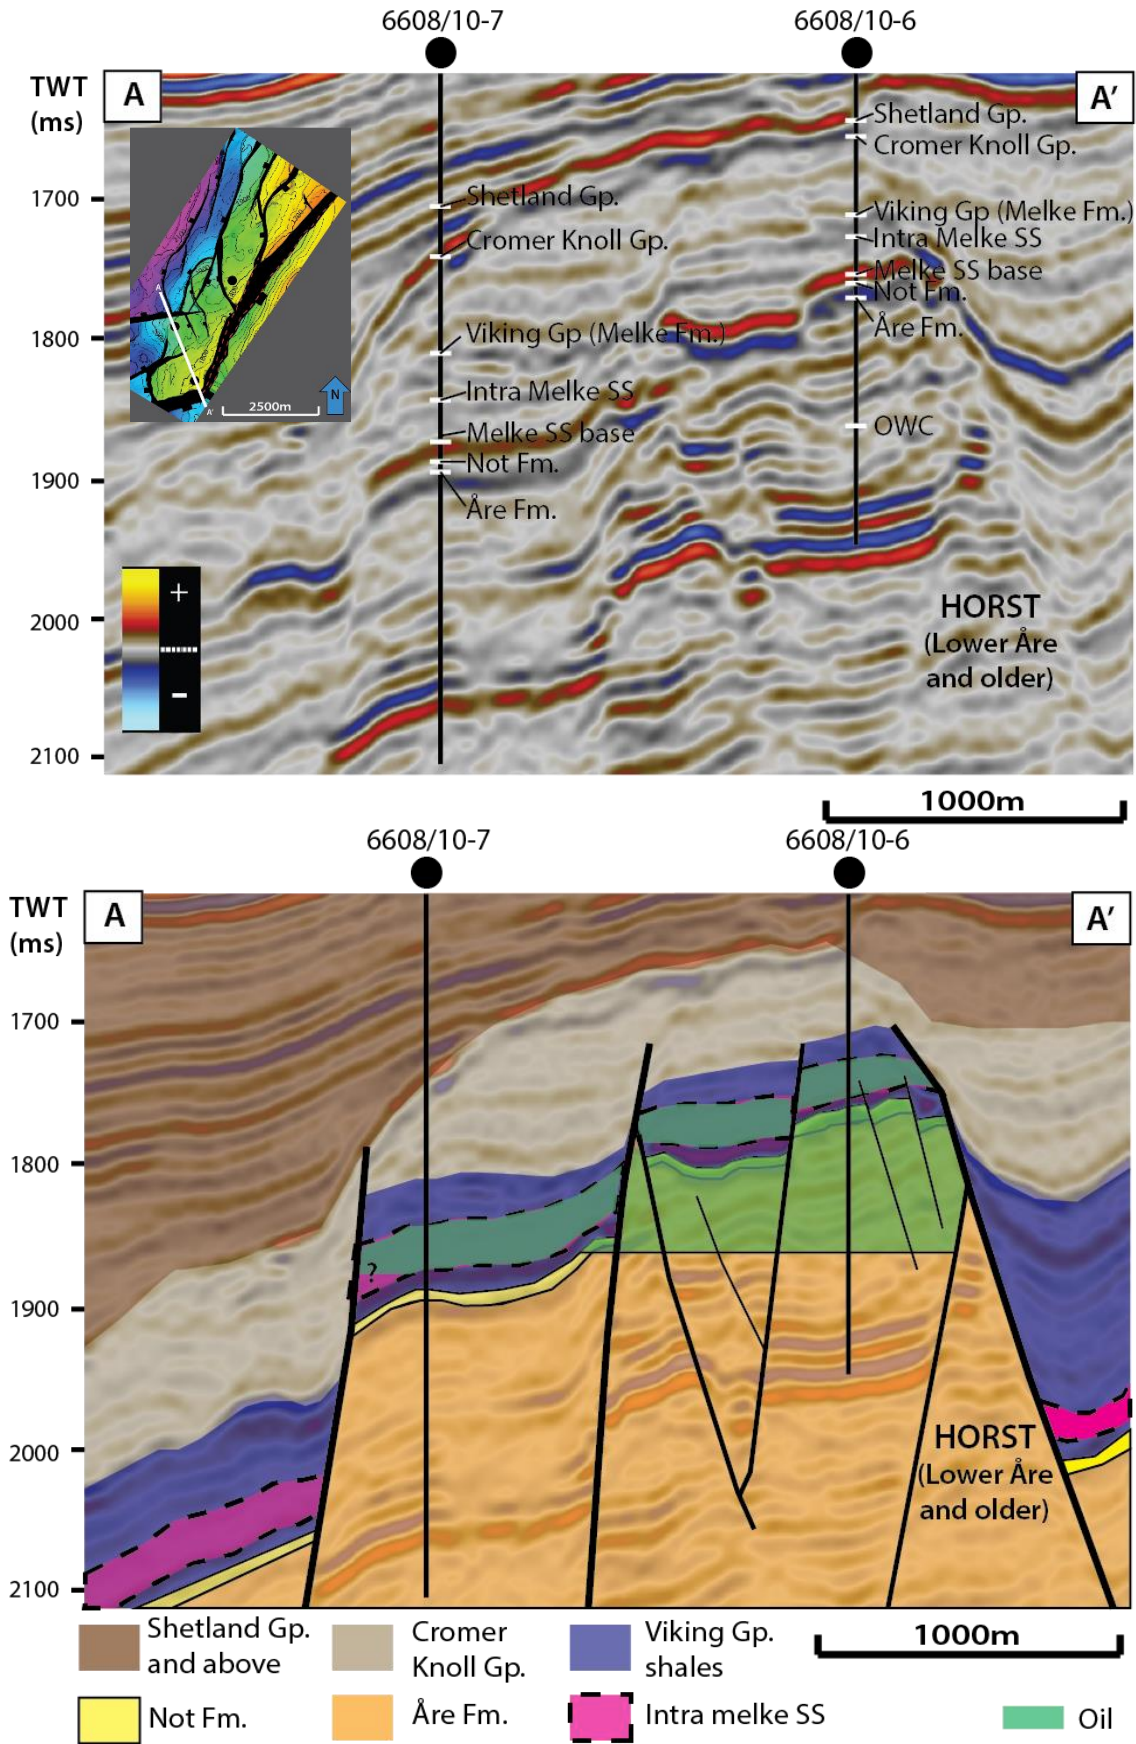 6608/10-7
6608/10-6
TWT
(ms)
A
A'
Shetland Gp.
Cromer Knoll Gp.
1700
Shetland Gp.
Viking Gp (Melke Fm.)
Intra Melke SS
Cromer Knoll Gp.
Melke SS base
Not Fm.
1800
Viking Gp (Melke Fm.)
Åre Fm.
A
A'
N
2500m
Intra Melke SS
Melke SS base
OWC
Not Fm.
1900
Åre Fm.
+
-
2000
HORST
(Lower Åre
and older)
2100
1000m
6608/10-7
6608/10-6
TWT
(ms)
A
A'
1700
1800
?
1900
2000
HORST
(Lower Åre
and older)
2100
Shetland Gp.
and above
Cromer
Knoll Gp.
Viking Gp.
shales
1000m
Not Fm.
Åre Fm.
Intra melke SS
Oil